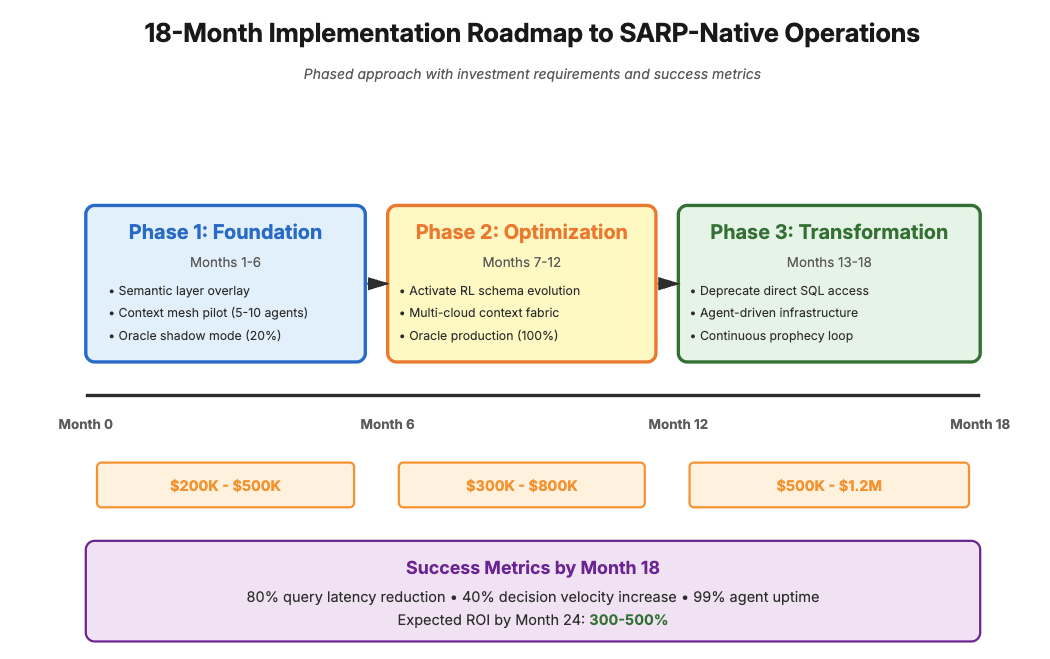 18-Month Implementation Roadmap to SARP-Native Operations
Phased approach with investment requirements and success metrics
Phase 1: Foundation
Months 1-6
• Semantic layer overlay
• Context mesh pilot (5-10 agents)
• Oracle shadow mode (20%)
Phase 2: Optimization
Months 7-12
• Activate RL schema evolution
• Multi-cloud context fabric
• Oracle production (100%)
Phase 3: Transformation
Months 13-18
• Deprecate direct SQL access
• Agent-driven infrastructure
• Continuous prophecy loop
Month 0
Month 6
Month 12
Month 18
$200K - $500K
$300K - $800K
$500K - $1.2M
Success Metrics by Month 18
80% query latency reduction • 40% decision velocity increase • 99% agent uptime
Expected ROI by Month 24: 300-500%